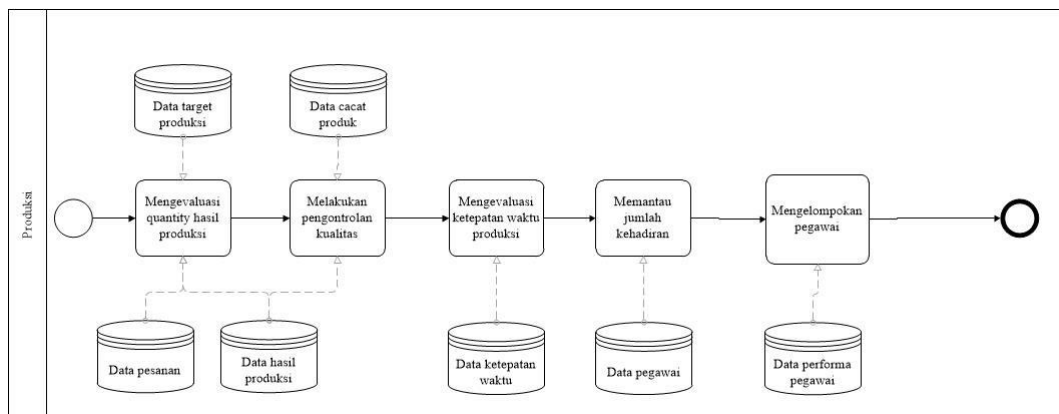 Produksi
Data target
produksi
Data cacat
produk
Mengevaluasi
quantity hasil
produksi
Melakukan
pengontrolan
kualitas
Mengevaluasi
ketepatan waktu
produksi
Memantau
jumlah
kehadiran
Mengelompokan
pegawai
Data pesanan
Data hasil
produksi
Data ketepatan
waktu
Data pegawai
Data performa
pegawai